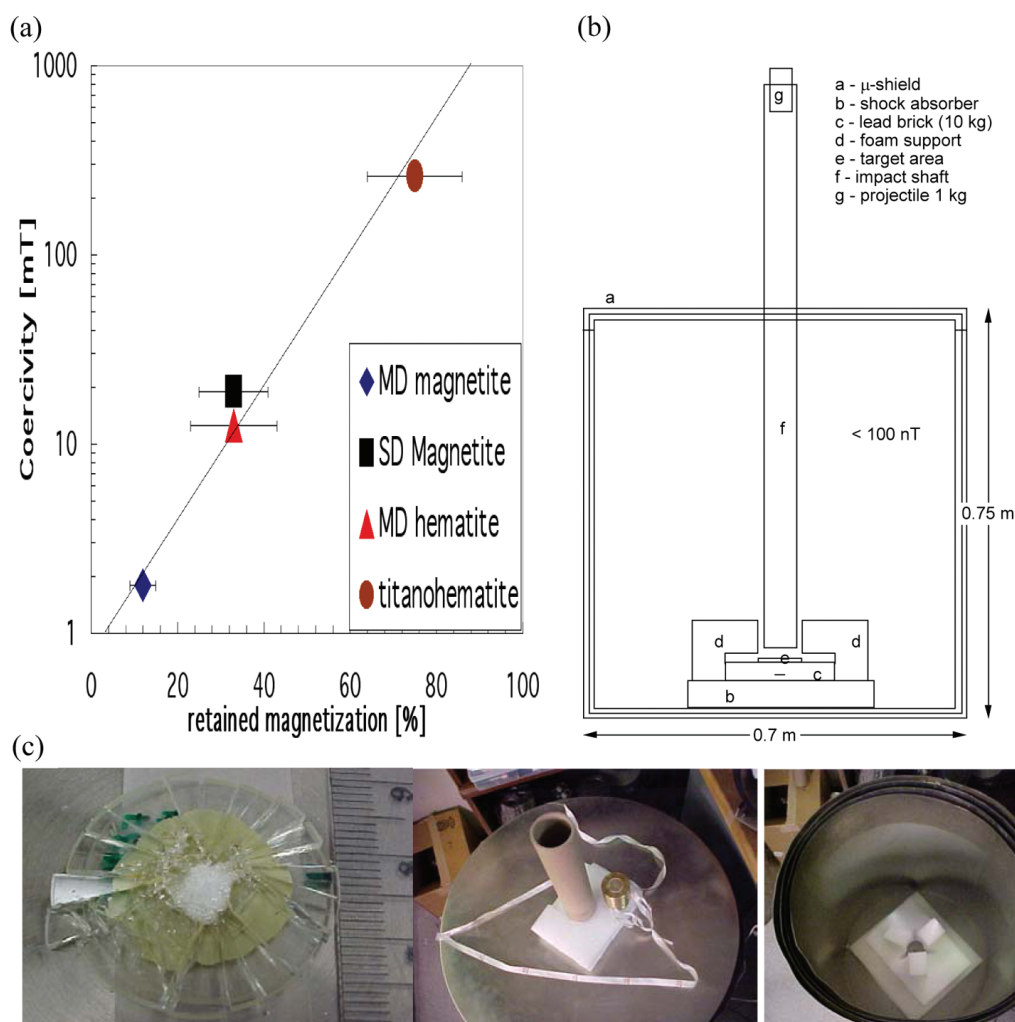 (a)
1000
100
10
1
Coercivity [mT]
MD magnetite
SD Magnetite
MD hematite
titanohematite
0 20 40 60 80 100
retained magnetization [%]
(b)
g
a - μ-shield
b - shock absorber
c - lead brick (10 kg)
d - foam support
e - target area
f - impact shaft
g - projectile 1 kg
a
f
< 100 nT
0.75 m
d
d
e
c
b
0.7 m
(c)